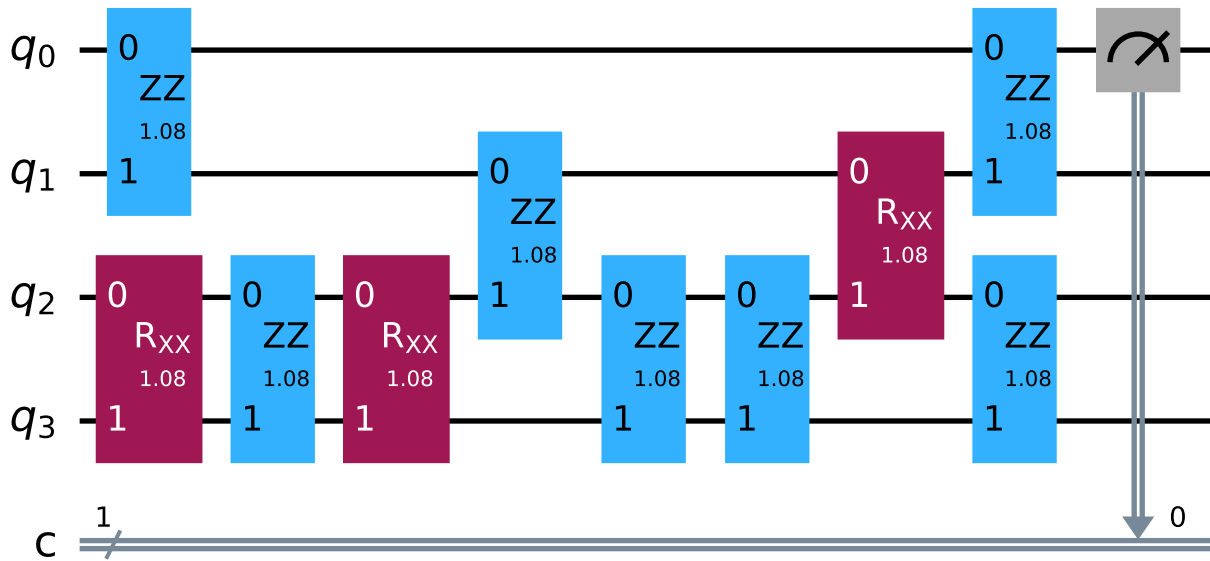 q0 0 ZZ 1.08 0 ZZ 1.08
q1 1 0 ZZ 1.08 0 RXX 1.08 1
q2 0 RXX 1.08 0 ZZ 1.08 0 RXX 1.08 1 0 ZZ 1.08 0 ZZ 1.08 1 0 ZZ 1.08
q3 1 1 1 1 1 1
c 1 0